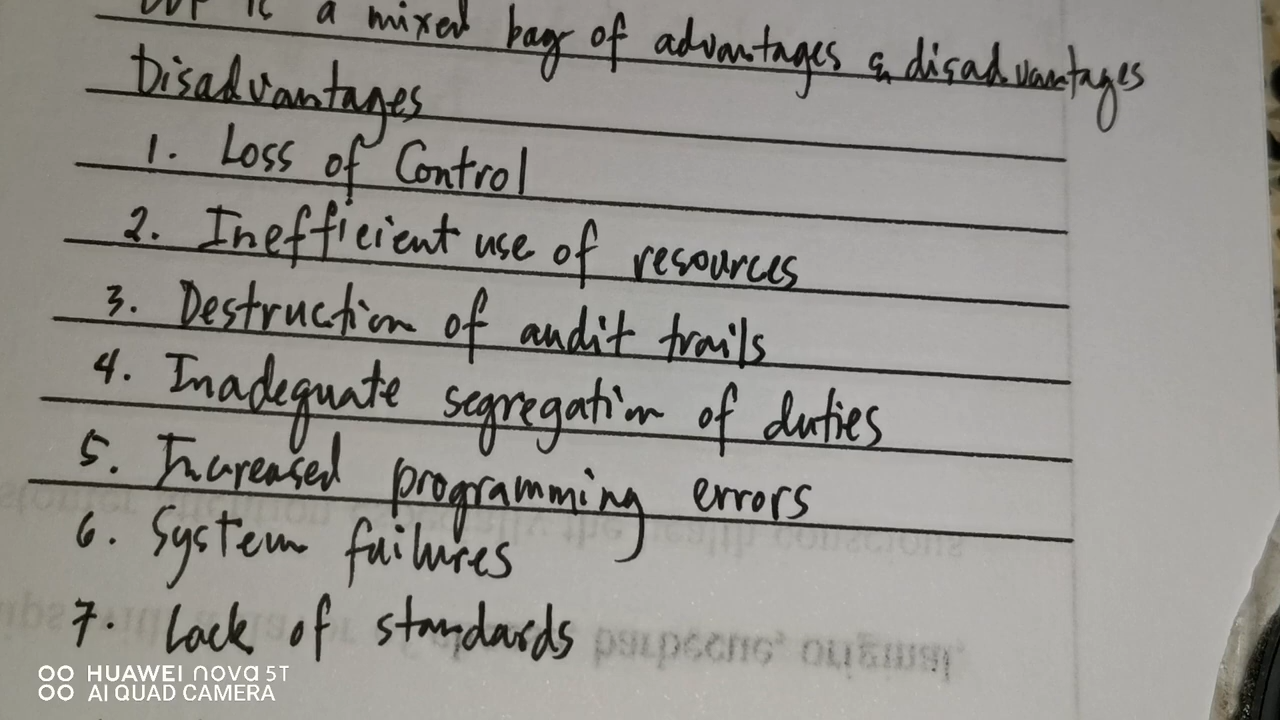 is a mixed bag of advantages & disadvantages
Disadvantages
1. Loss of Control
2. Inefficient use of resources
3. Destruction of audit trails
4. Inadequate segregation of duties
5. Increased programming errors
6. System failures
7. Lack of standards
HUAWEI nova 5T
AI QUAD CAMERA